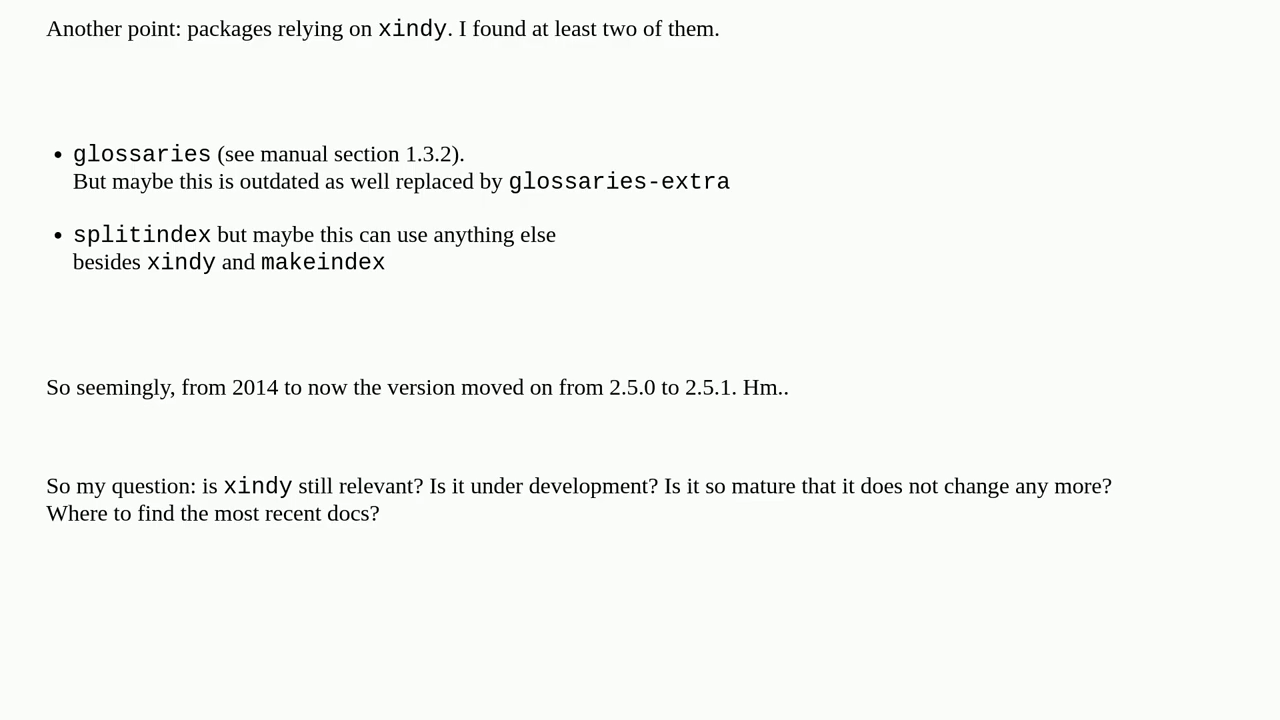 Another point: packages relying on xindy. I found at least two of them.
• glossaries (see manual section 1.3.2).
But maybe this is outdated as well replaced by glossaries-extra
• splitindex but maybe this can use anything else
besides xindy and makeindex
So seemingly, from 2014 to now the version moved on from 2.5.0 to 2.5.1. Hm..
So my question: is xindy still relevant? Is it under development? Is it so mature that it does not change any more?
Where to find the most recent docs?